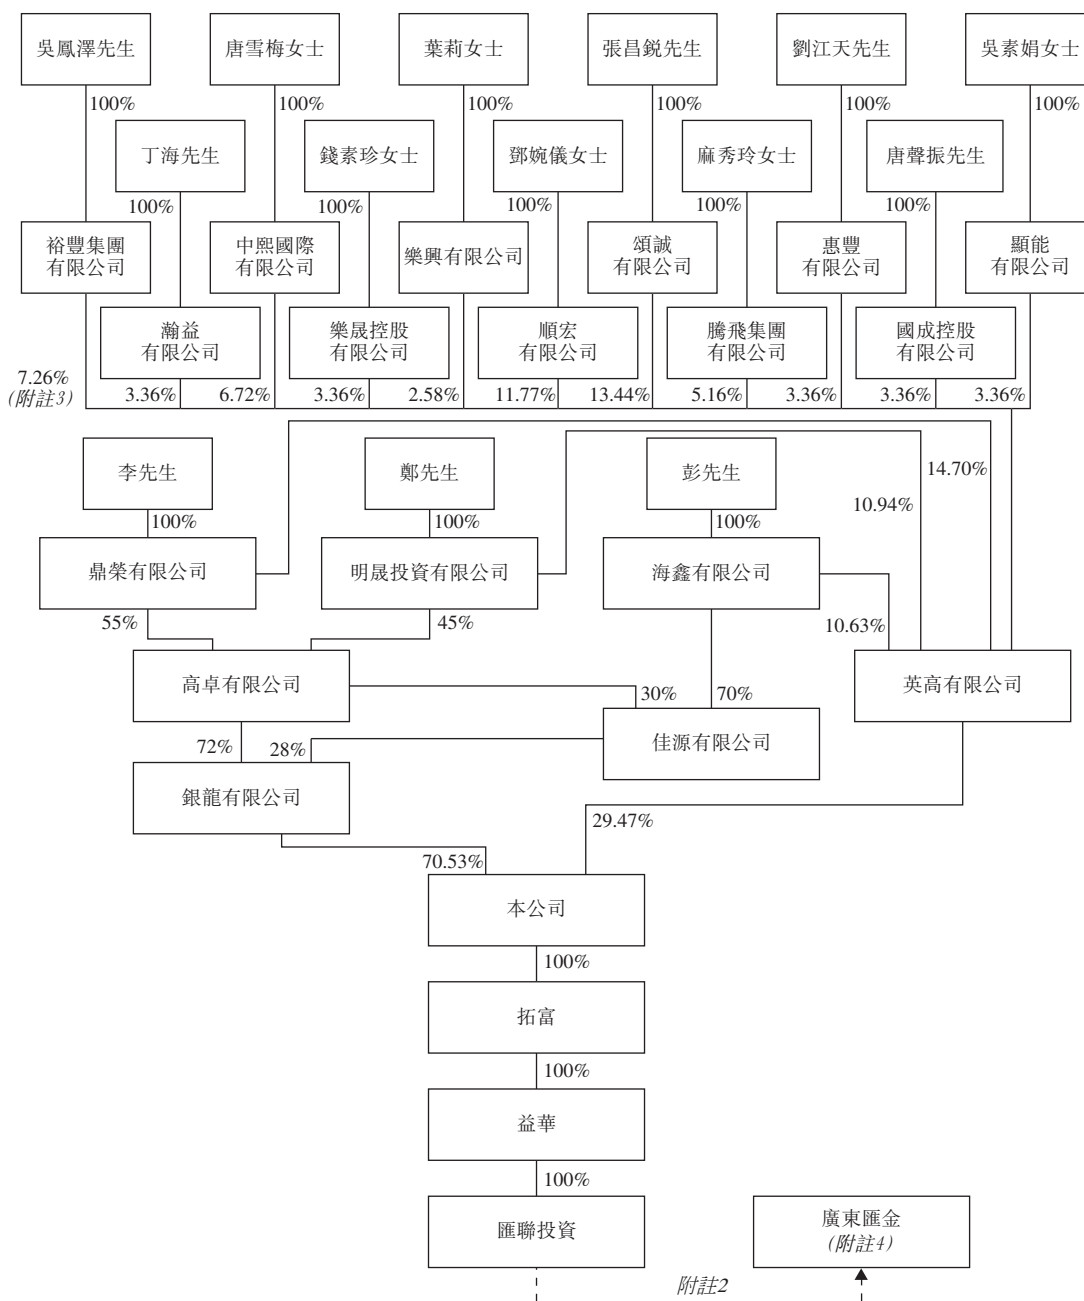 吳鳳澤先生
唐雪梅女士
葉莉女士
張昌銳先生
劉江天先生
吳素娟女士
100%
100%
100%
100%
100%
100%
丁海先生
錢素珍女士
鄧婉儀女士
麻秀玲女士
唐聲振先生
100%
100%
100%
100%
100%
裕豐集團
有限公司
中熙國際
有限公司
樂興有限公司
頌誠
有限公司
惠豐
有限公司
顯能
有限公司
瀚益
有限公司
樂晟控股
有限公司
順宏
有限公司
騰飛集團
有限公司
國成控股
有限公司
7.26%
(附註3)
3.36%
6.72%
3.36%
2.58%
11.77%
13.44%
5.16%
3.36%
3.36%
3.36%
李先生
鄭先生
彭先生
14.70%
10.94%
100%
100%
100%
鼎榮有限公司
明晟投資有限公司
海鑫有限公司
55%
45%
10.63%
高卓有限公司
30%
70%
英高有限公司
佳源有限公司
72%
28%
銀龍有限公司
29.47%
70.53%
本公司
100%
拓富
100%
益華
100%
匯聯投資
廣東匯金
(附註4)
附註2